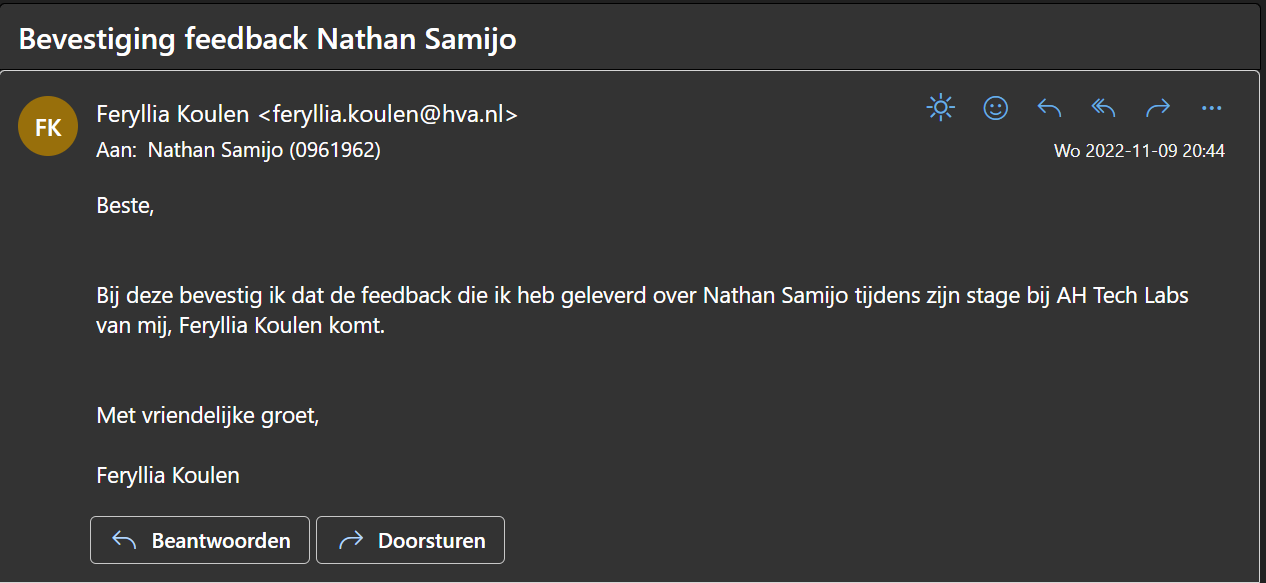 Bevestiging feedback Nathan Samijo
FK
Feryllia Koulen <feryllia.koulen@hva.nl>
Aan: Nathan Samijo (0961962)
Wo 2022-11-09 20:44
Beste,
Bij deze bevestig ik dat de feedback die ik heb geleverd over Nathan Samijo tijdens zijn stage bij AH Tech Labs
van mij, Feryllia Koulen komt.
Met vriendelijke groet,
Feryllia Koulen
Beantwoorden
Doorsturen